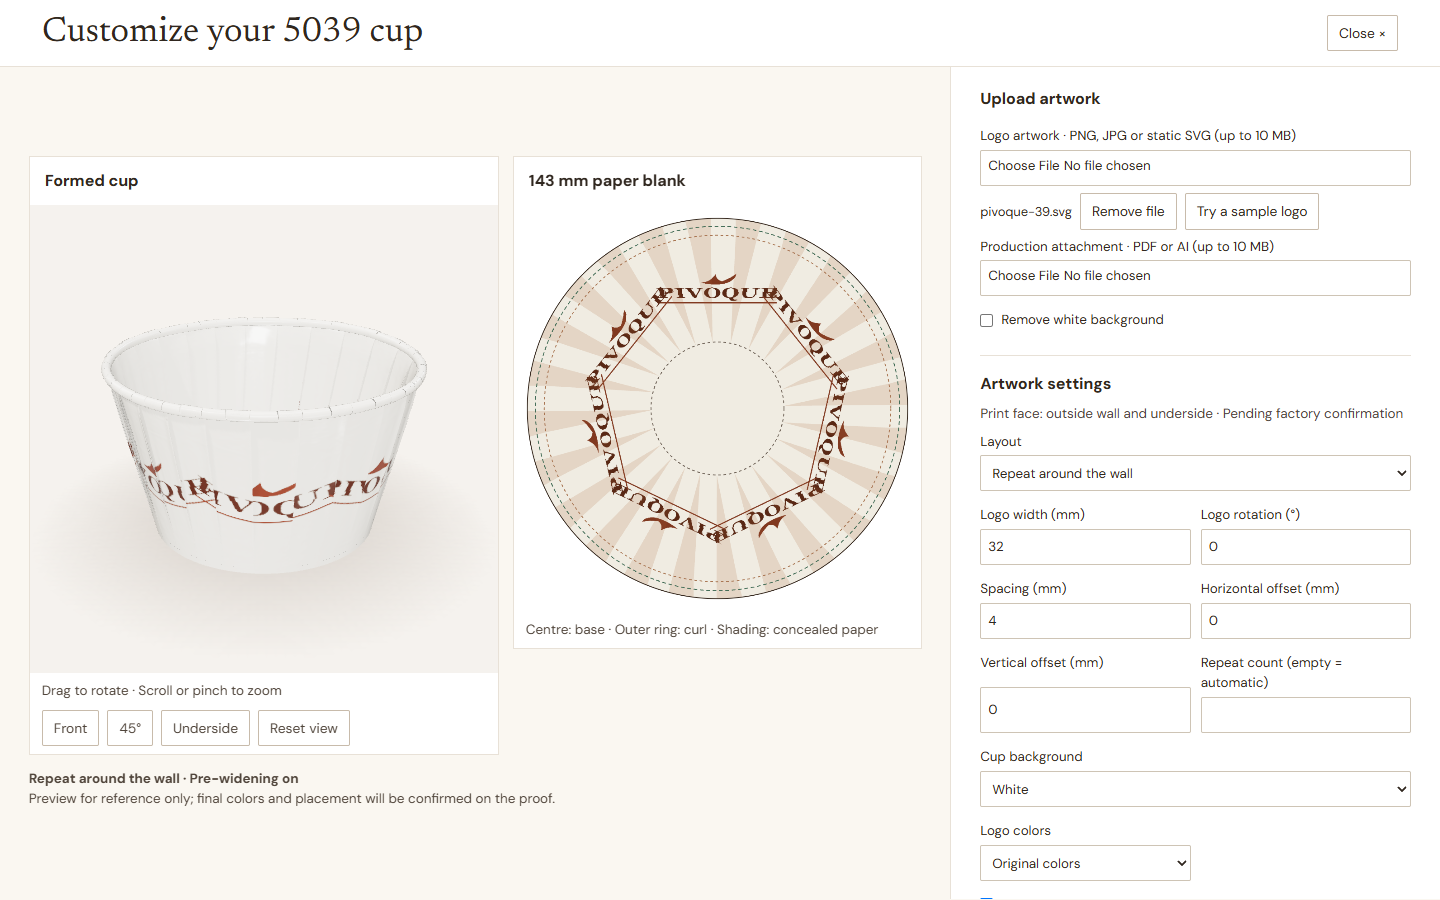 Customize your 5039 cup
Close ×
Formed cup
143 mm paper blank
PIVOQUE
PIVOQUE
PIVOQUE
PIVOQUE
PIVOQUE
PIVOQUE
PIVOQUE
Centre: base · Outer ring: curl · Shading: concealed paper
Drag to rotate · Scroll or pinch to zoom
Front
45°
Underside
Reset view
Repeat around the wall · Pre-widening on
Preview for reference only; final colors and placement will be confirmed on the proof.
Upload artwork
Logo artwork · PNG, JPG or static SVG (up to 10 MB)
Choose File No file chosen
pivoque-39.svg
Remove file
Try a sample logo
Production attachment · PDF or AI (up to 10 MB)
Choose File No file chosen
Remove white background
Artwork settings
Print face: outside wall and underside · Pending factory confirmation
Layout
Repeat around the wall
Logo width (mm)
Logo rotation (°)
32
0
Spacing (mm)
Horizontal offset (mm)
4
0
Vertical offset (mm)
Repeat count (empty =
automatic)
0
Cup background
White
Logo colors
Original colors